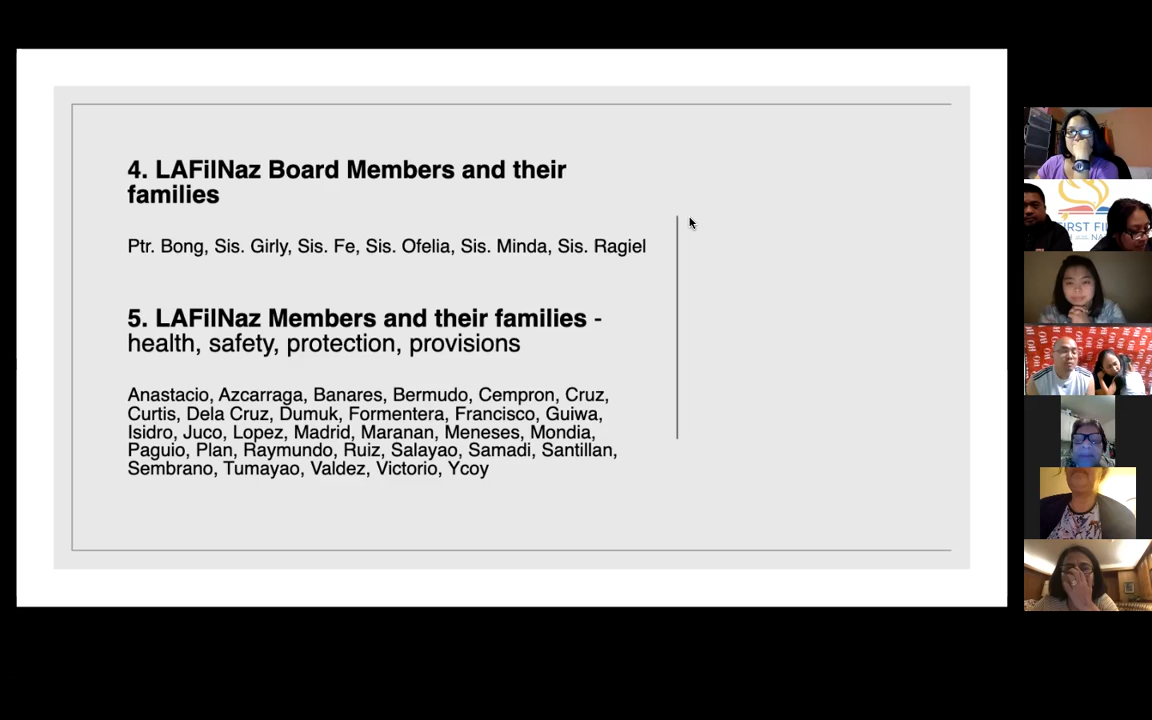 4. LAFilNaz Board Members and their
families
Ptr. Bong, Sis. Girly, Sis. Fe, Sis. Ofelia, Sis. Minda, Sis. Ragiel
5. LAFilNaz Members and their families -
health, safety, protection, provisions
Anastacio, Azcarraga, Banares, Bermudo, Cempron, Cruz,
Curtis, Dela Cruz, Dumuk, Formentera, Francisco, Guiwa,
Isidro, Juco, Lopez, Madrid, Maranan, Meneses, Mondia,
Paguio, Plan, Raymundo, Ruiz, Salayao, Samadi, Santillan,
Sembrano, Tumayao, Valdez, Victorio, Ycoy
FIRST FI
NA